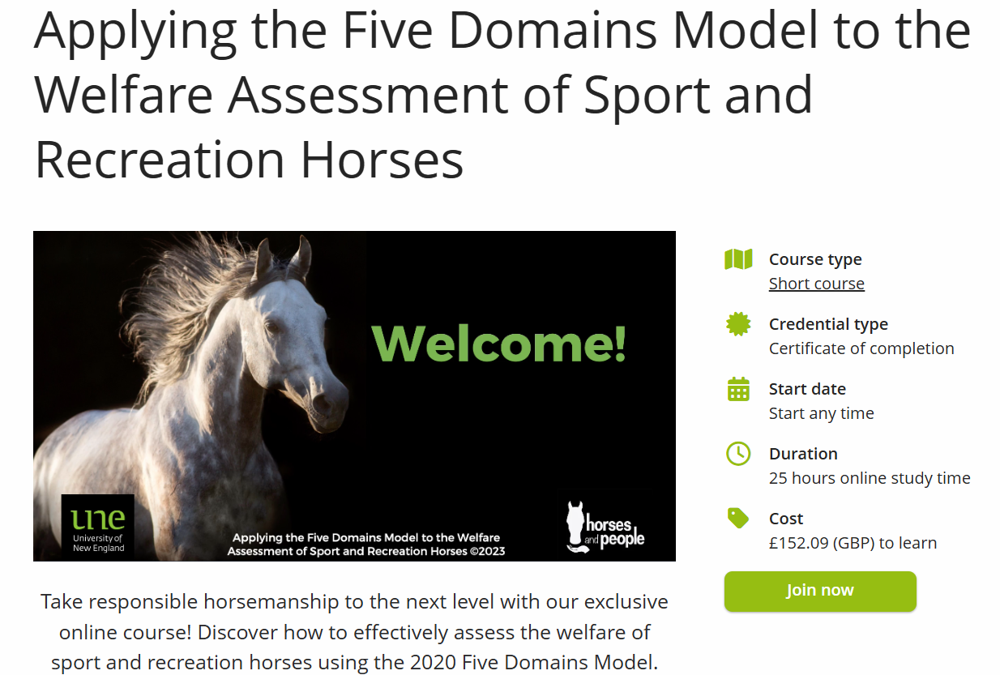 Applying the Five Domains Model to the
Welfare Assessment of Sport and
Recreation Horses
Welcome!
une
University of
New England
Applying the Five Domains Model to the Welfare
Assessment of Sport and Recreation Horses ©2023
horses
and people
Take responsible horsemanship to the next level with our exclusive
online course! Discover how to effectively assess the welfare of
sport and recreation horses using the 2020 Five Domains Model.
Course type
Short course
Credential type
Certificate of completion
Start date
Start any time
Duration
25 hours online study time
Cost
£152.09 (GBP) to learn
Join now